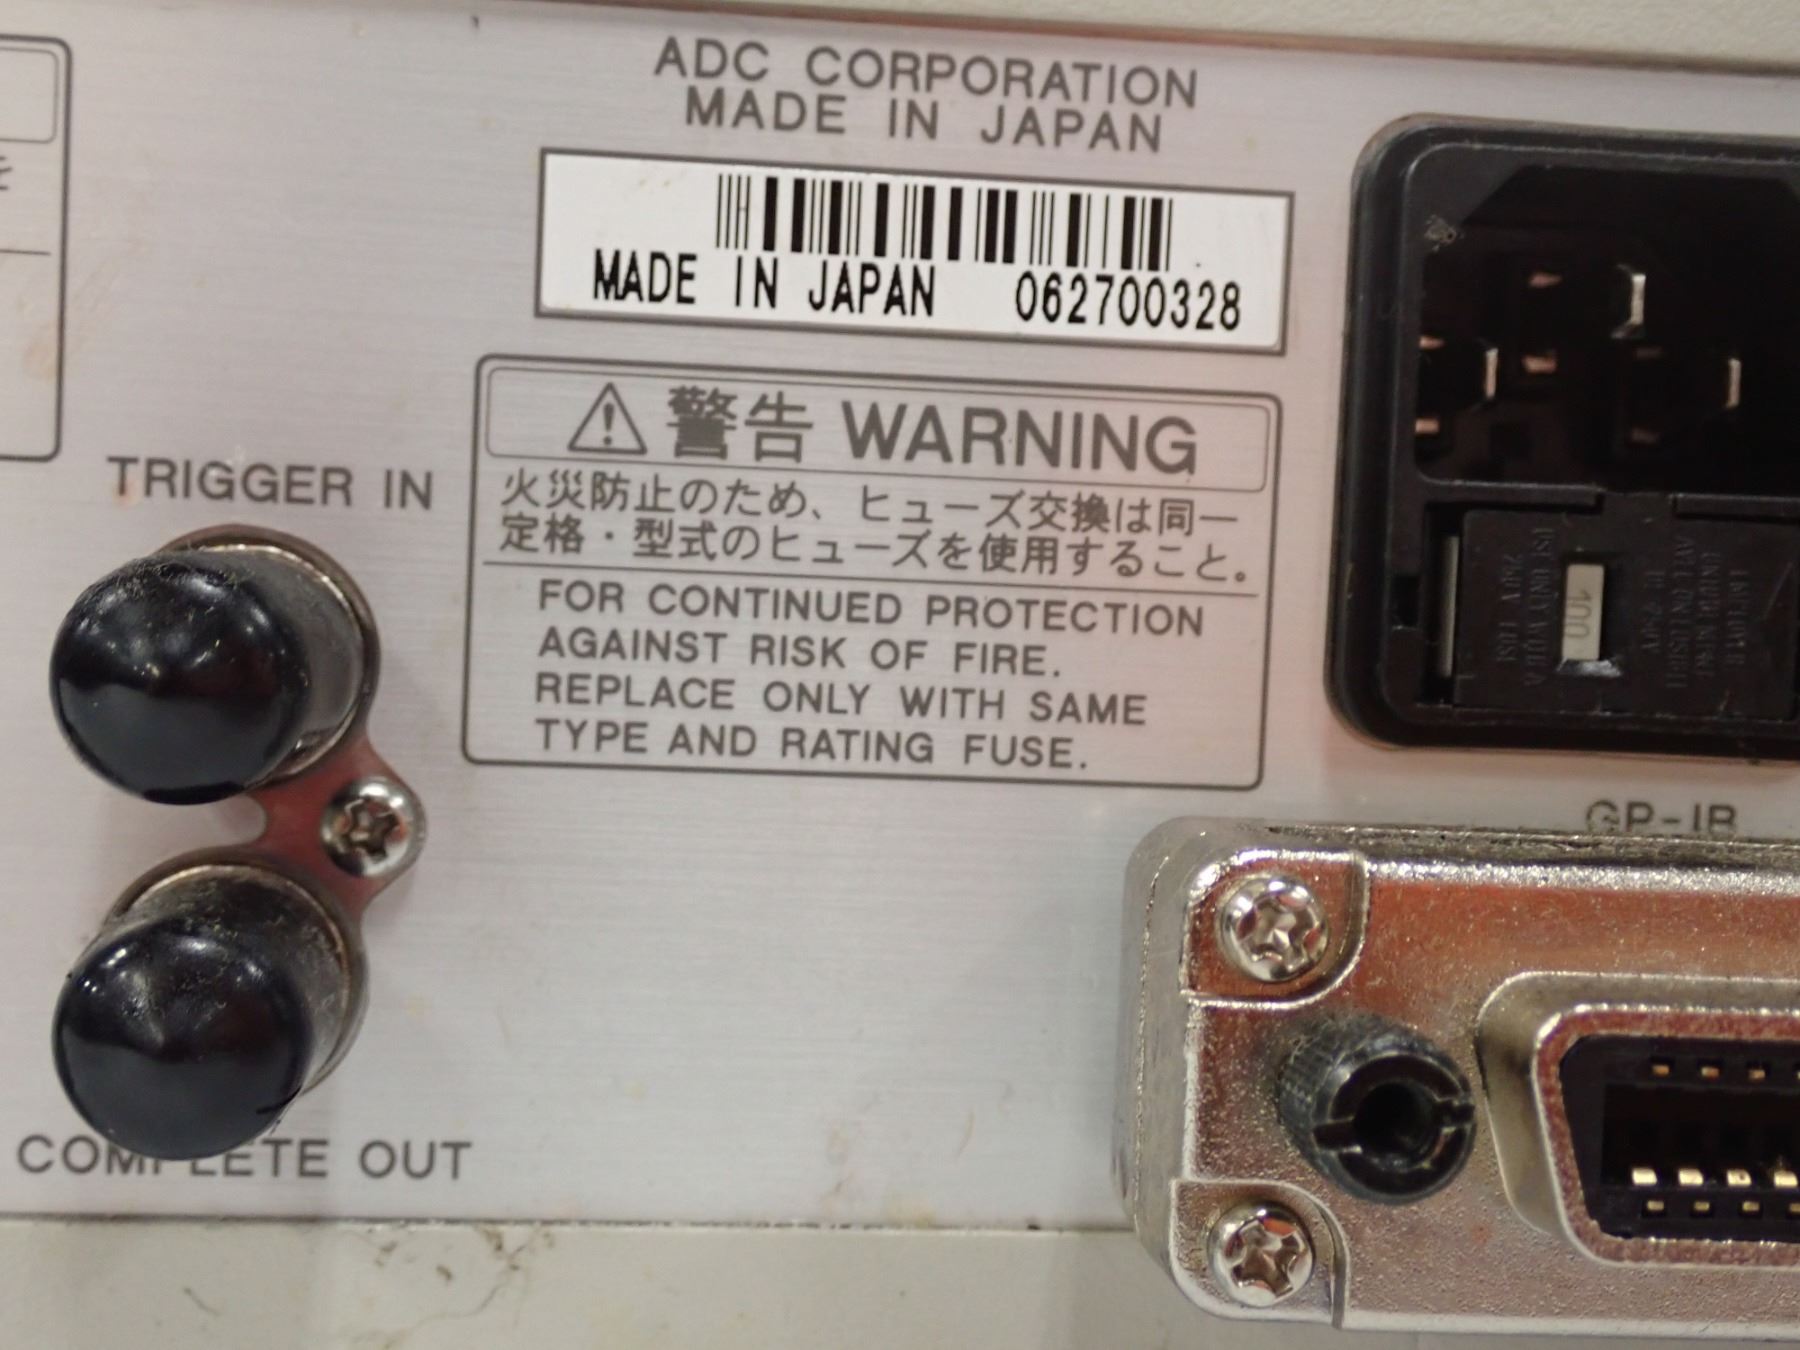 ADC CORPORATION
MADE IN JAPAN
MADE IN JAPAN 062700328
を
警告 WARNING
火災防止のため、ヒューズ交換は同一
定格・型式のヒューズを使用すること。
FOR CONTINUED PROTECTION
AGAINST RISK OF FIRE.
REPLACE ONLY WITH SAME
TYPE AND RATING FUSE.
TRIGGER IN
COMPLETE OUT
100
GP-IB